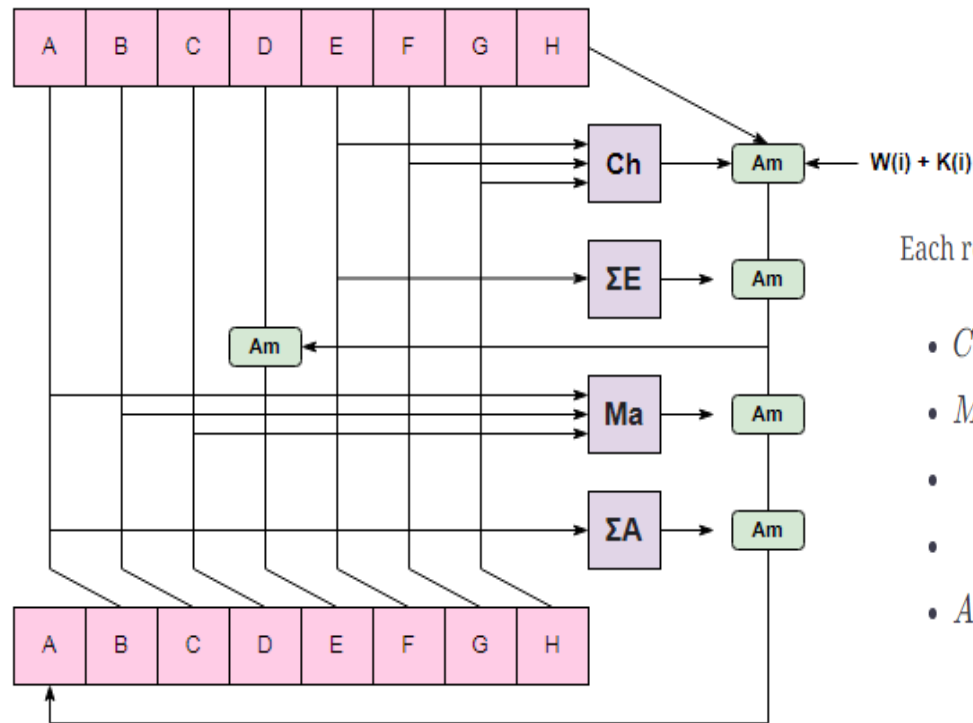 A B C D E F G H
Ch
Am
W(i) + K(i)
Each r
ΣE
Am
Am
• C
Ma
Am
• M
•
ΣA
Am
•
• A
A B C D E F G H